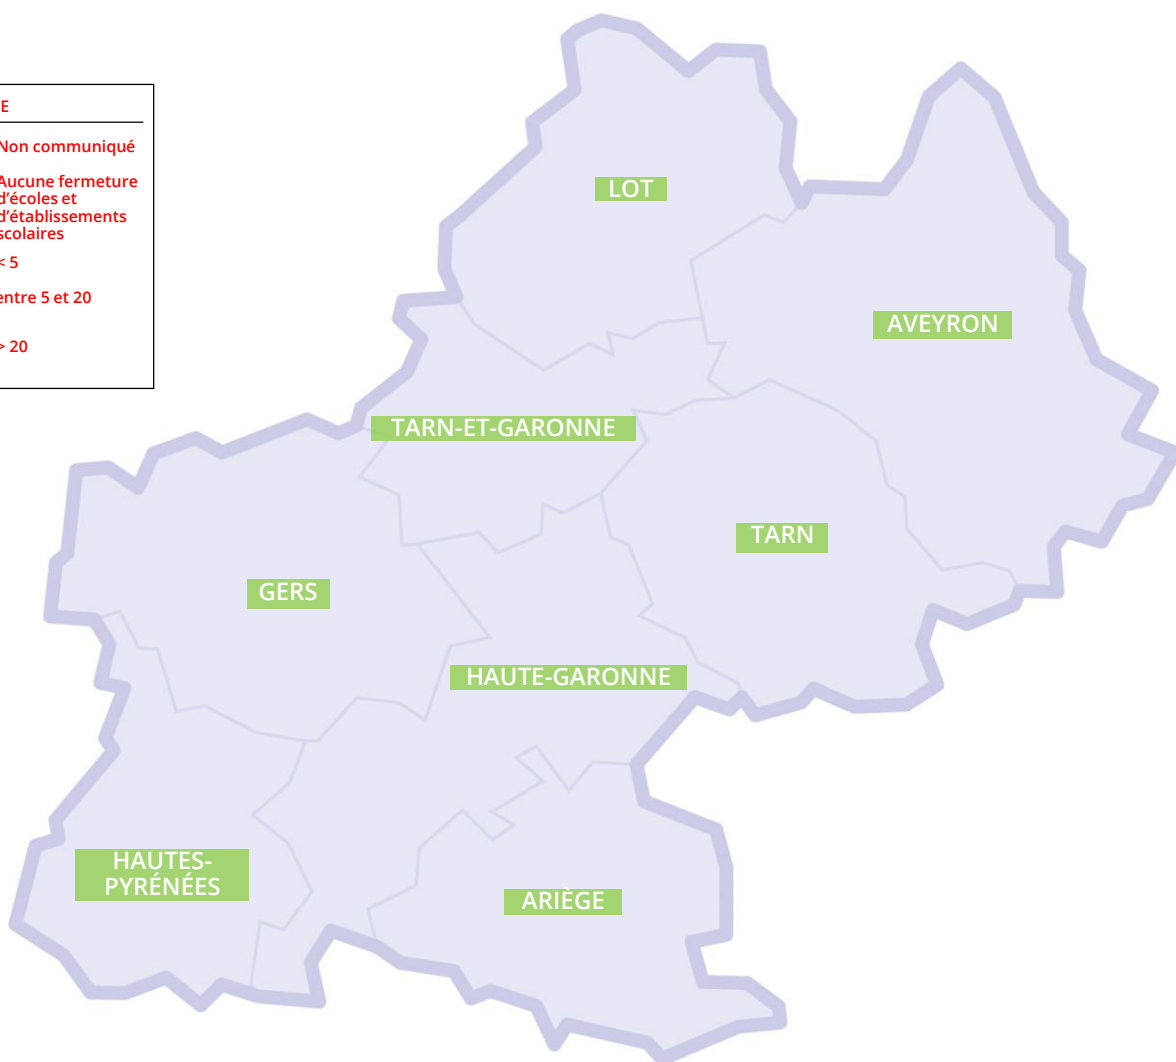 E
Non communiqué
Aucune fermeture
d'écoles et
d'établissements
scolaires
< 5
entre 5 et 20
> 20
LOT
AVEYRON
TARN-ET-GARONNE
TARN
GERS
HAUTE-GARONNE
HAUTES-
PYRÉNÉES
ARIÈGE